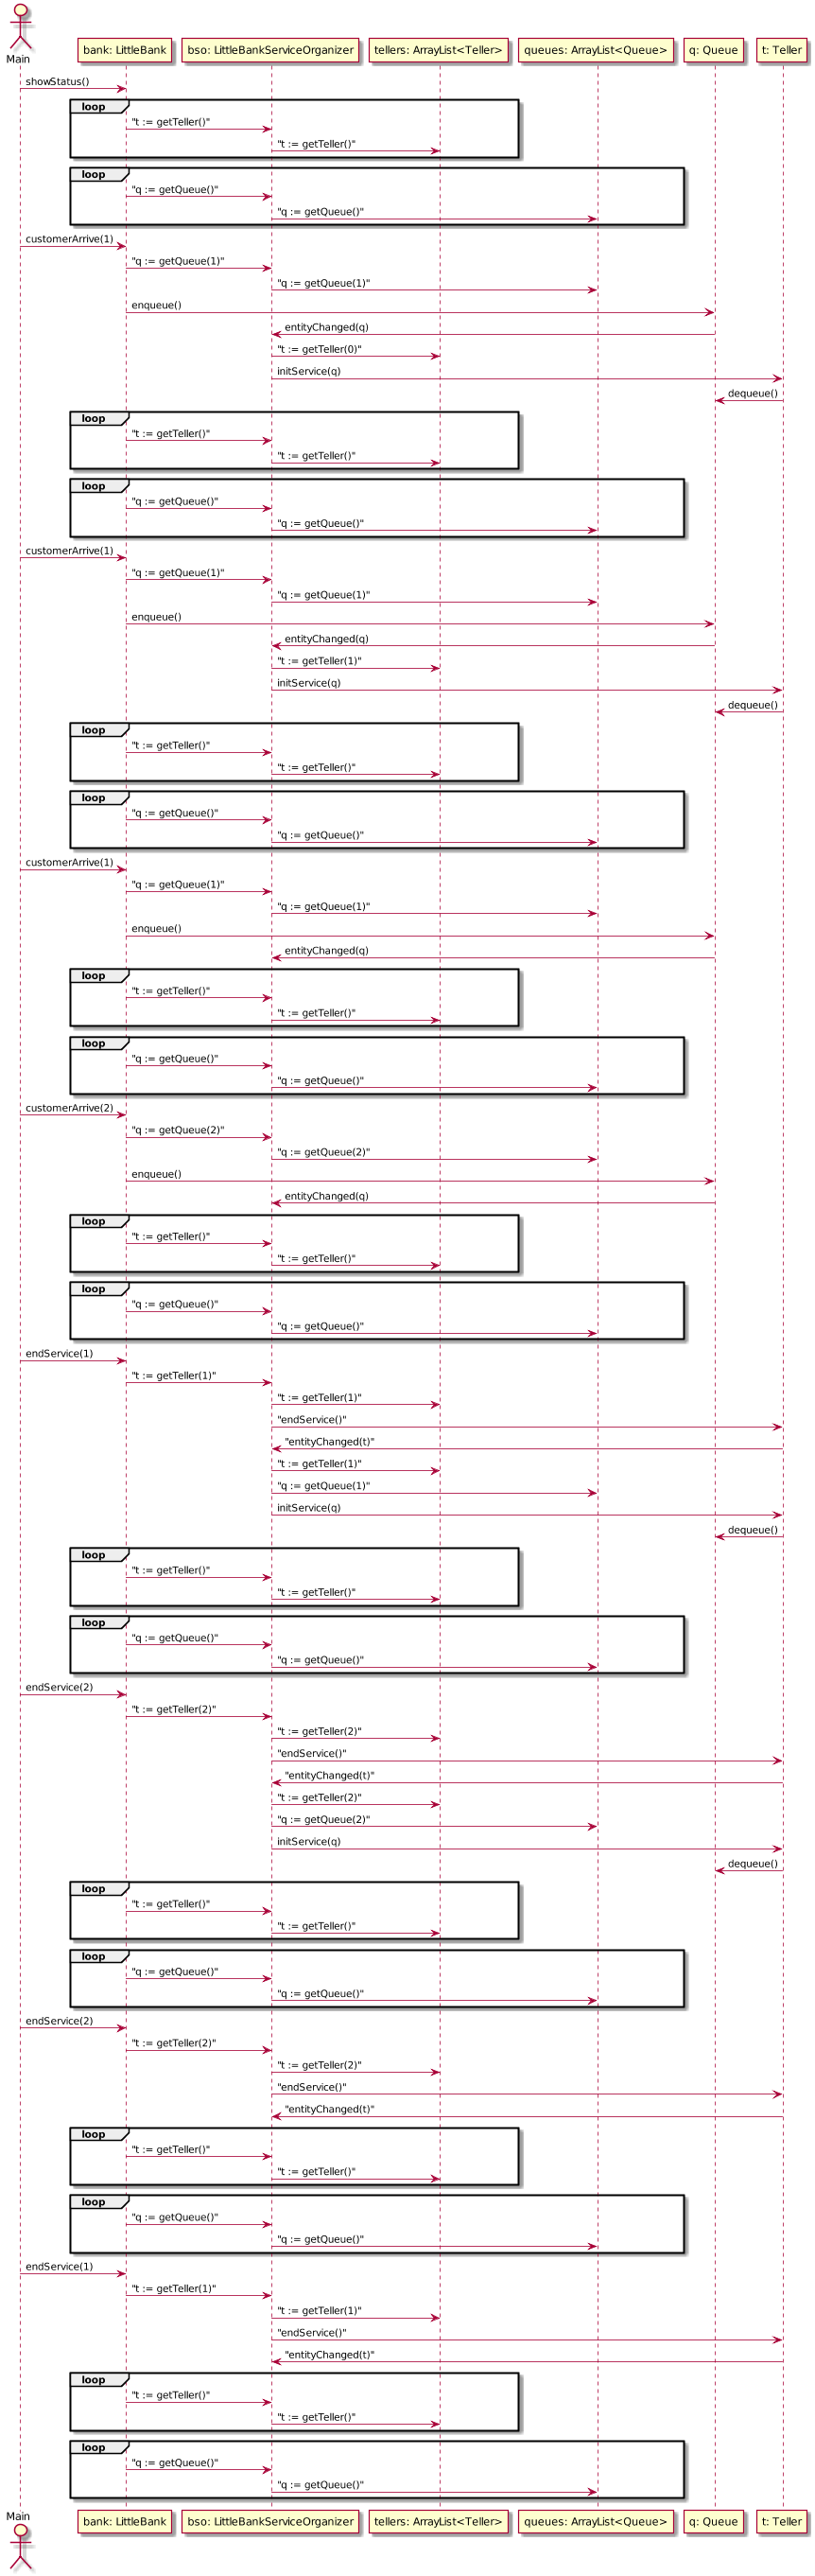 Main
bank: LittleBank
bso: LittleBankServiceOrganizer
tellers: ArrayList<Teller>
queues: ArrayList<Queue>
q: Queue
t: Teller
showStatus()
loop
"t := getTeller()"
"t := getTeller()"
loop
"q := getQueue()"
"q := getQueue()"
customerArrive(1)
"q := getQueue(1)"
"q := getQueue(1)"
enqueue()
entityChanged(q)
"t := getTeller(0)"
initService(q)
dequeue()
loop
"t := getTeller()"
"t := getTeller()"
loop
"q := getQueue()"
"q := getQueue()"
customerArrive(1)
"q := getQueue(1)"
"q := getQueue(1)"
enqueue()
entityChanged(q)
"t := getTeller(1)"
initService(q)
dequeue()
loop
"t := getTeller()"
"t := getTeller()"
loop
"q := getQueue()"
"q := getQueue()"
customerArrive(1)
"q := getQueue(1)"
"q := getQueue(1)"
enqueue()
entityChanged(q)
loop
"t := getTeller()"
"t := getTeller()"
loop
"q := getQueue()"
"q := getQueue()"
customerArrive(2)
"q := getQueue(2)"
"q := getQueue(2)"
enqueue()
entityChanged(q)
loop
"t := getTeller()"
"t := getTeller()"
loop
"q := getQueue()"
"q := getQueue()"
endService(1)
"t := getTeller(1)"
"t := getTeller(1)"
"endService()"
"entityChanged(t)"
"t := getTeller(1)"
"q := getQueue(1)"
initService(q)
dequeue()
loop
"t := getTeller()"
"t := getTeller()"
loop
"q := getQueue()"
"q := getQueue()"
endService(2)
"t := getTeller(2)"
"t := getTeller(2)"
"endService()"
"entityChanged(t)"
"t := getTeller(2)"
"q := getQueue(2)"
initService(q)
dequeue()
loop
"t := getTeller()"
"t := getTeller()"
loop
"q := getQueue()"
"q := getQueue()"
endService(2)
"t := getTeller(2)"
"t := getTeller(2)"
"endService()"
"entityChanged(t)"
loop
"t := getTeller()"
"t := getTeller()"
loop
"q := getQueue()"
"q := getQueue()"
endService(1)
"t := getTeller(1)"
"t := getTeller(1)"
"endService()"
"entityChanged(t)"
loop
"t := getTeller()"
"t := getTeller()"
loop
"q := getQueue()"
"q := getQueue()"
Main
bank: LittleBank
bso: LittleBankServiceOrganizer
tellers: ArrayList<Teller>
queues: ArrayList<Queue>
q: Queue
t: Teller